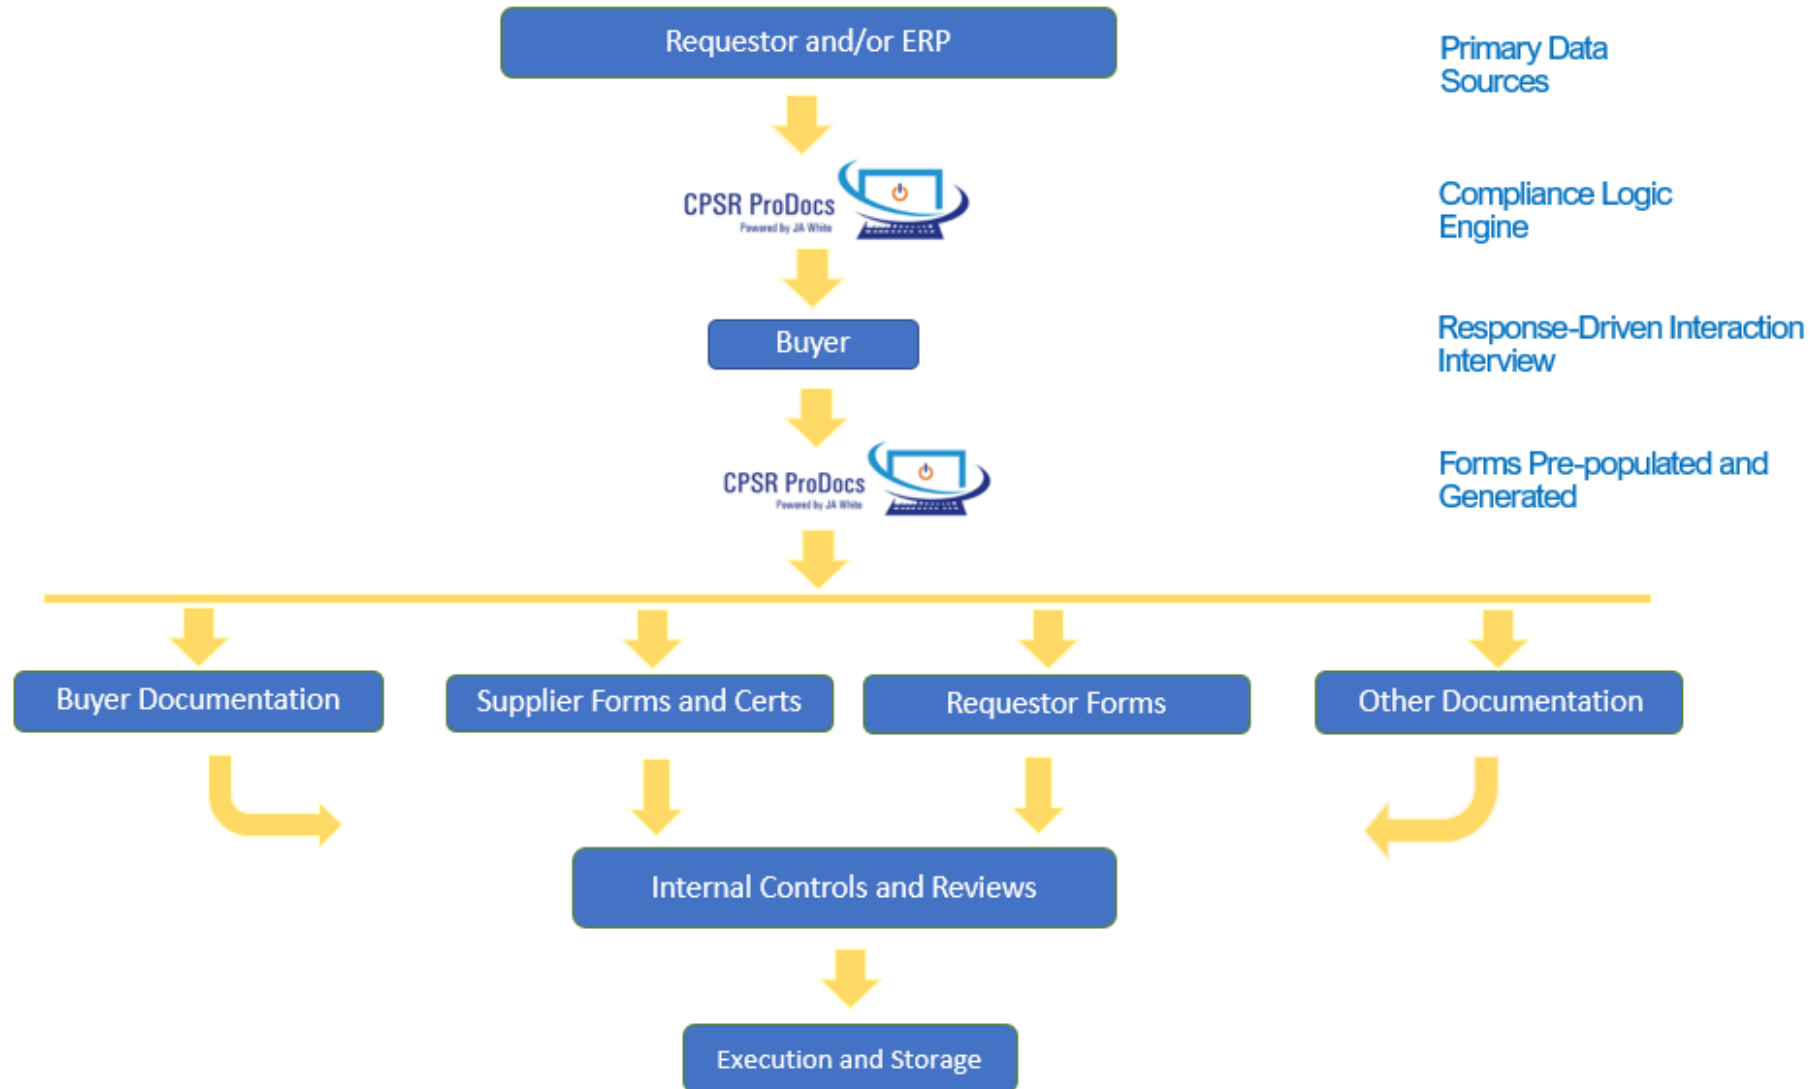 Requestor and/or ERP
Primary Data
Sources
CPSR ProDocs
Powered by JA White
Compliance Logic
Engine
Buyer
Response-Driven Interaction
Interview
CPSR ProDocs
Powered by JA White
Forms Pre-populated and
Generated
Buyer Documentation
Supplier Forms and Certs
Requestor Forms
Other Documentation
Internal Controls and Reviews
Execution and Storage